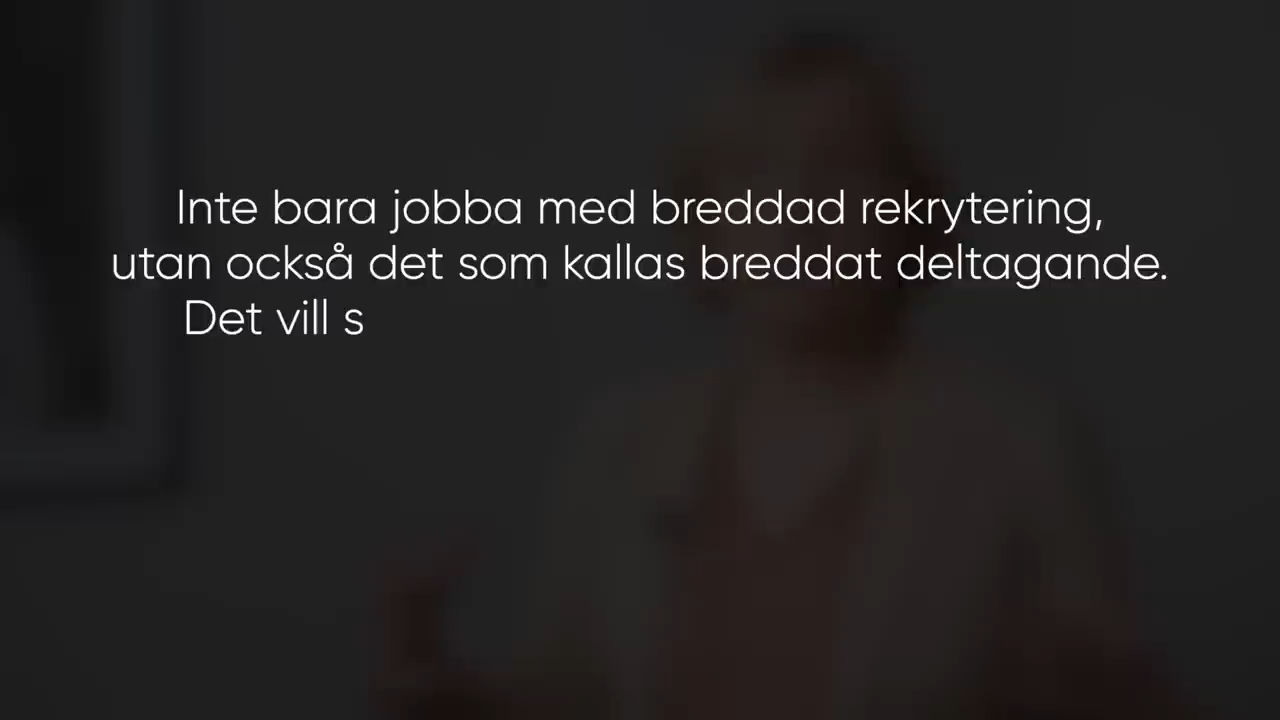 Inte bara jobba med breddad rekrytering,
utan också det som kallas breddat deltagande.
Det vill s